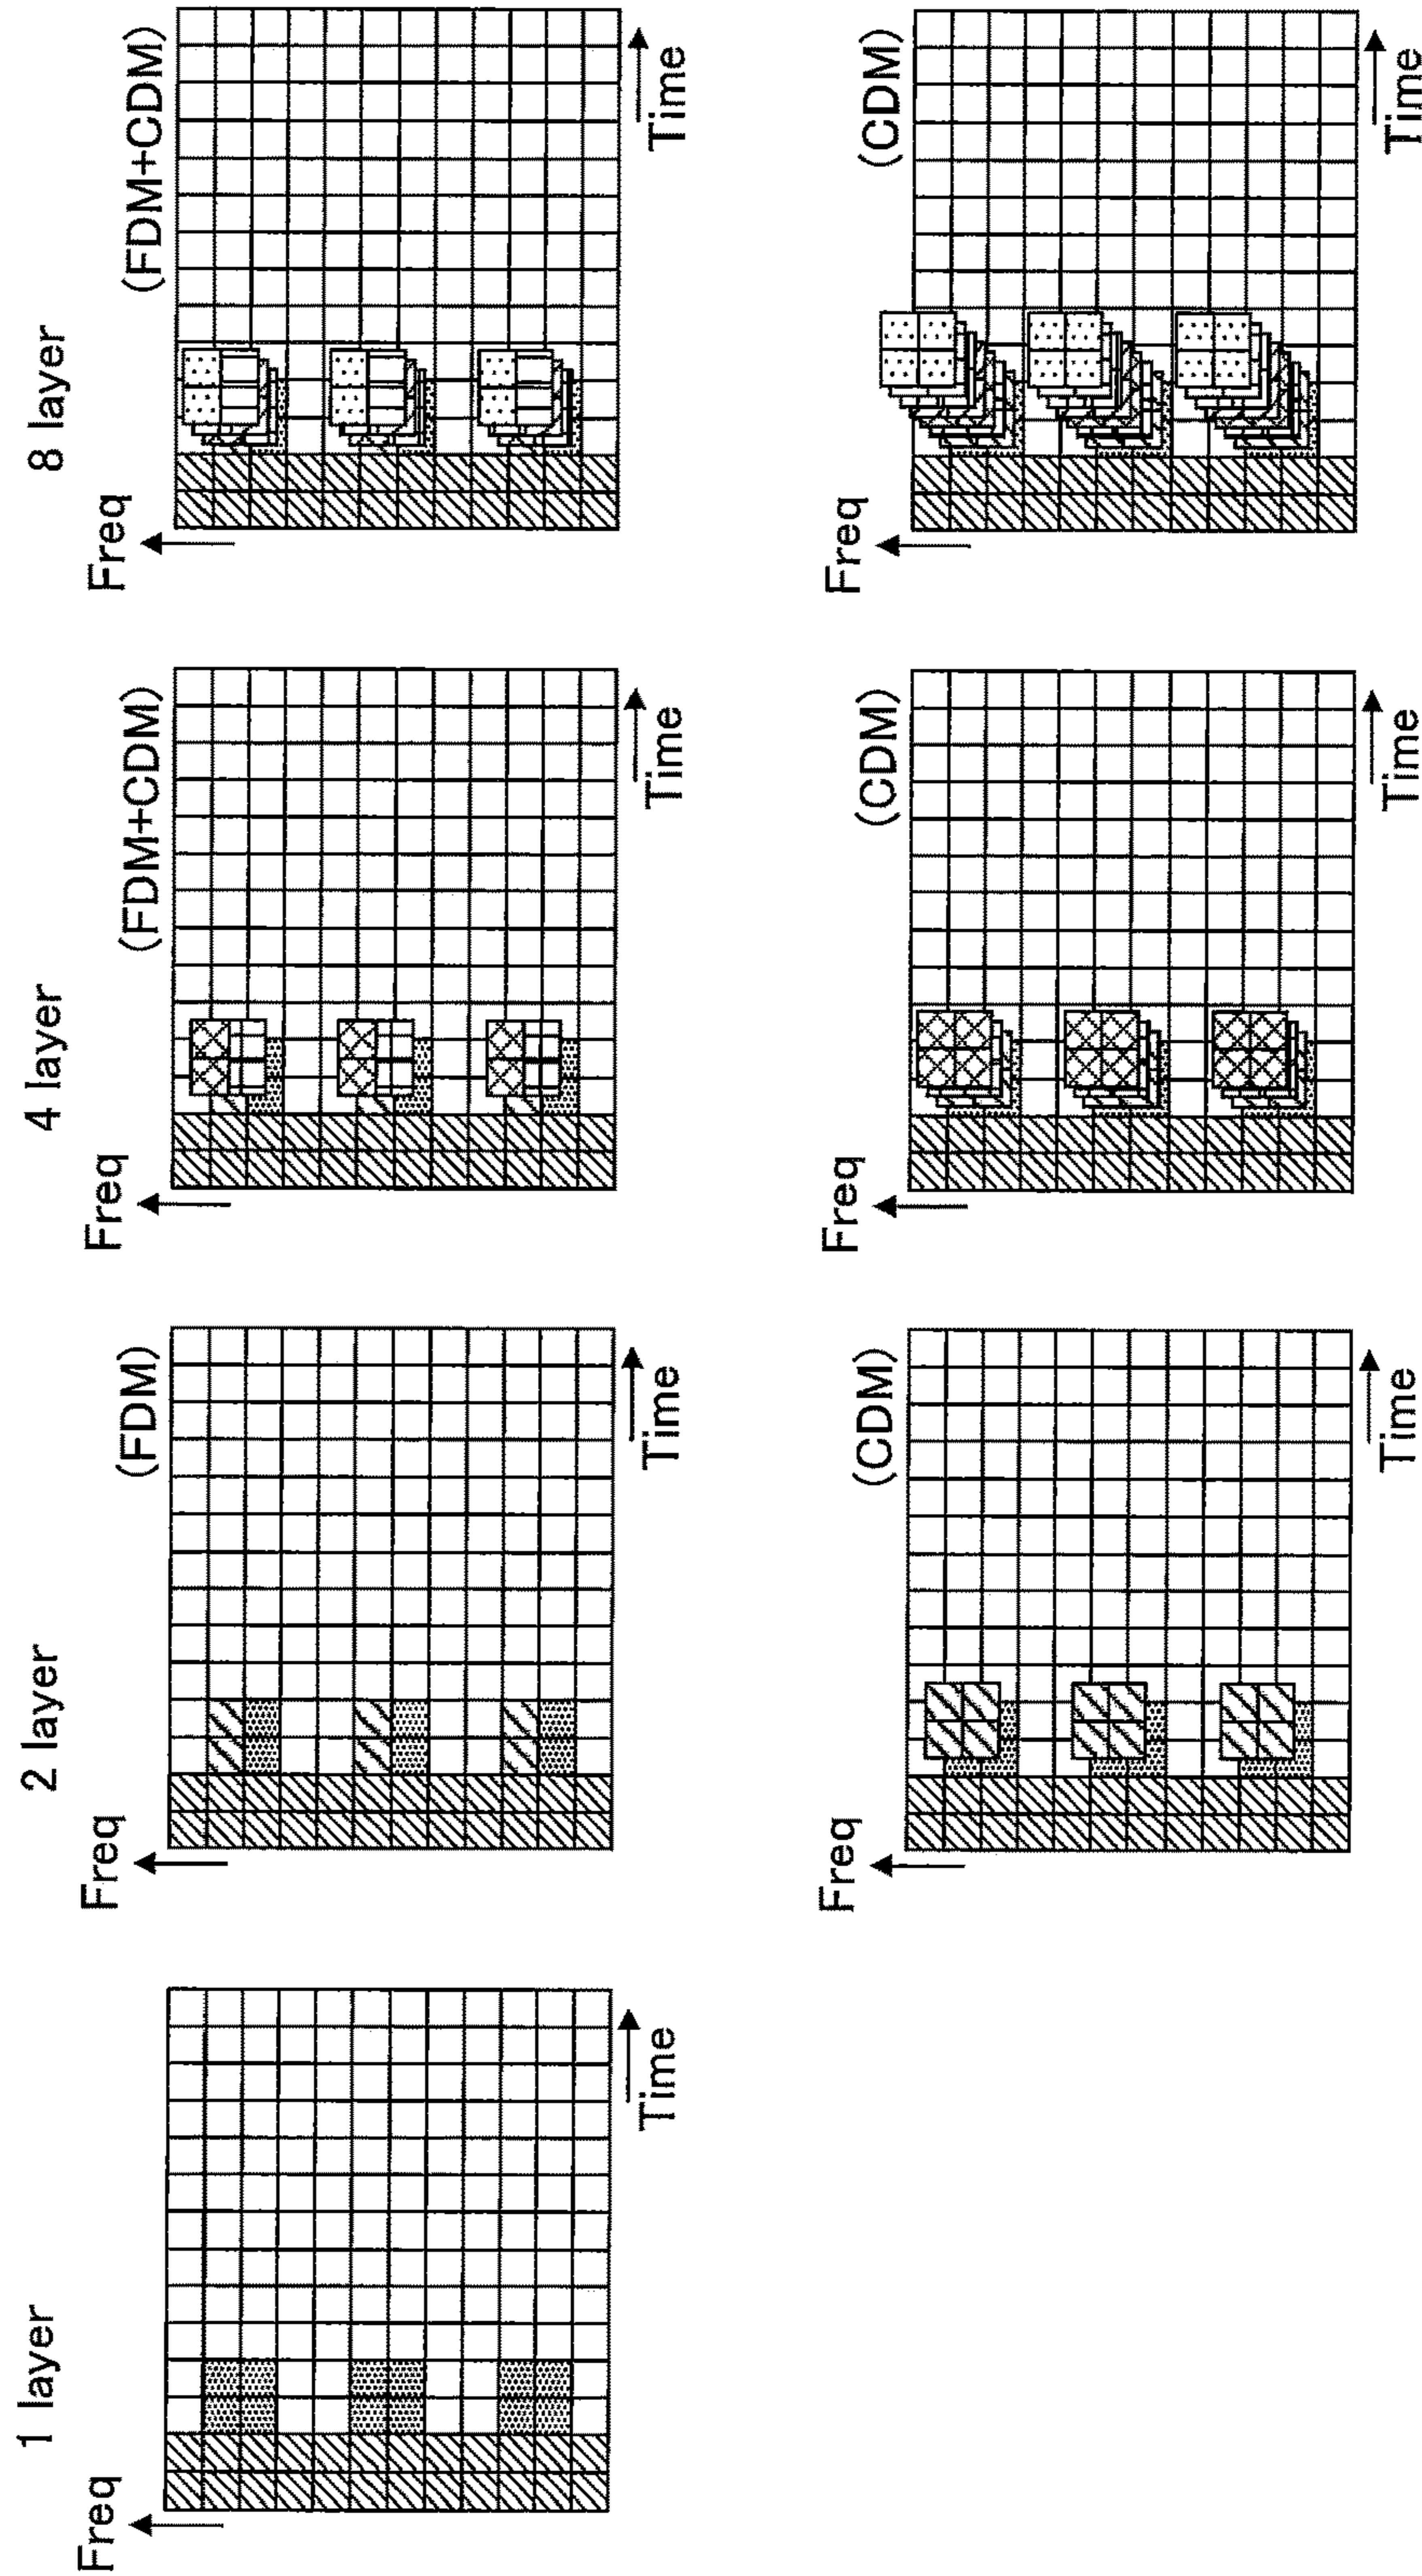 1 layer
Freq
Time
2 layer
(FDM)
Freq
Time
(CDM)
Freq
Time
4 layer
(FDM+CDM)
Freq
Time
(CDM)
Freq
Time
8 layer
(FDM+CDM)
Freq
Time
(CDM)
Freq
Time